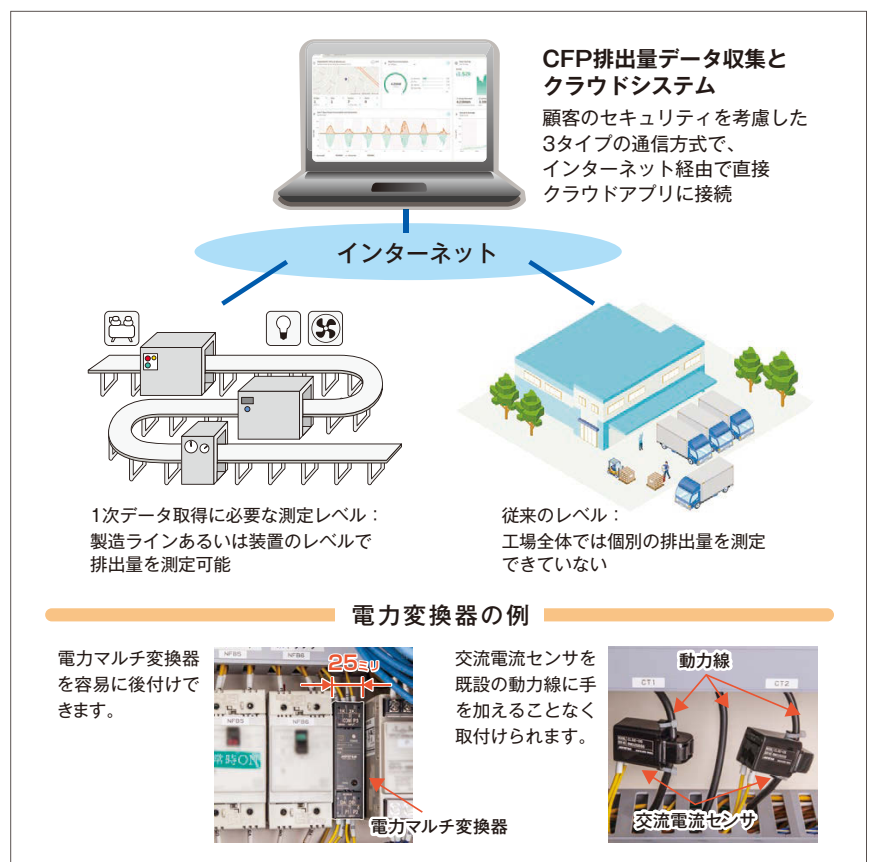 CFP排出量データ収集と
クラウドシステム
顧客のセキュリティを考慮した
3タイプの通信方式で、
インターネット経由で直接
クラウドアプリに接続
インターネット
1次データ取得に必要な測定レベル：
製造ラインあるいは装置のレベルで
排出量を測定可能
従来のレベル：
工場全体では個別の排出量を測定
できていない
電力変換器の例
電力マルチ変換器
を容易に後付けで
きます。
NFB5
NFB6
25ミリ
NFB5
NFB6
常時ON
電力マルチ変換器
交流電流センサを
既設の動力線に手
を加えることなく
取付けられます。
動力線
CT1
CT2
交流電流センサ